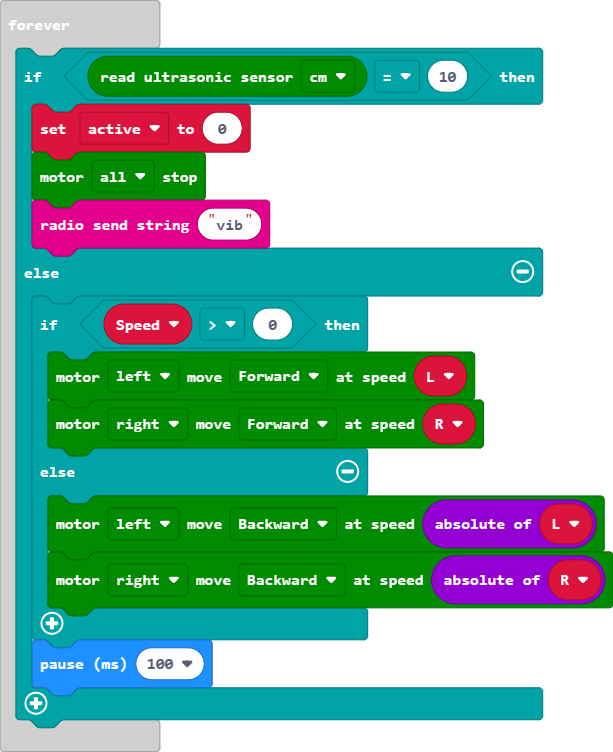 forever
if read ultrasonic sensor cm = 10 then
set active to 0
motor all stop
radio send string "vib"
else
if Speed > 0 then
motor left move Forward at speed L
motor right move Forward at speed R
else
motor left move Backward at speed absolute of L
motor right move Backward at speed absolute of R
pause (ms) 100